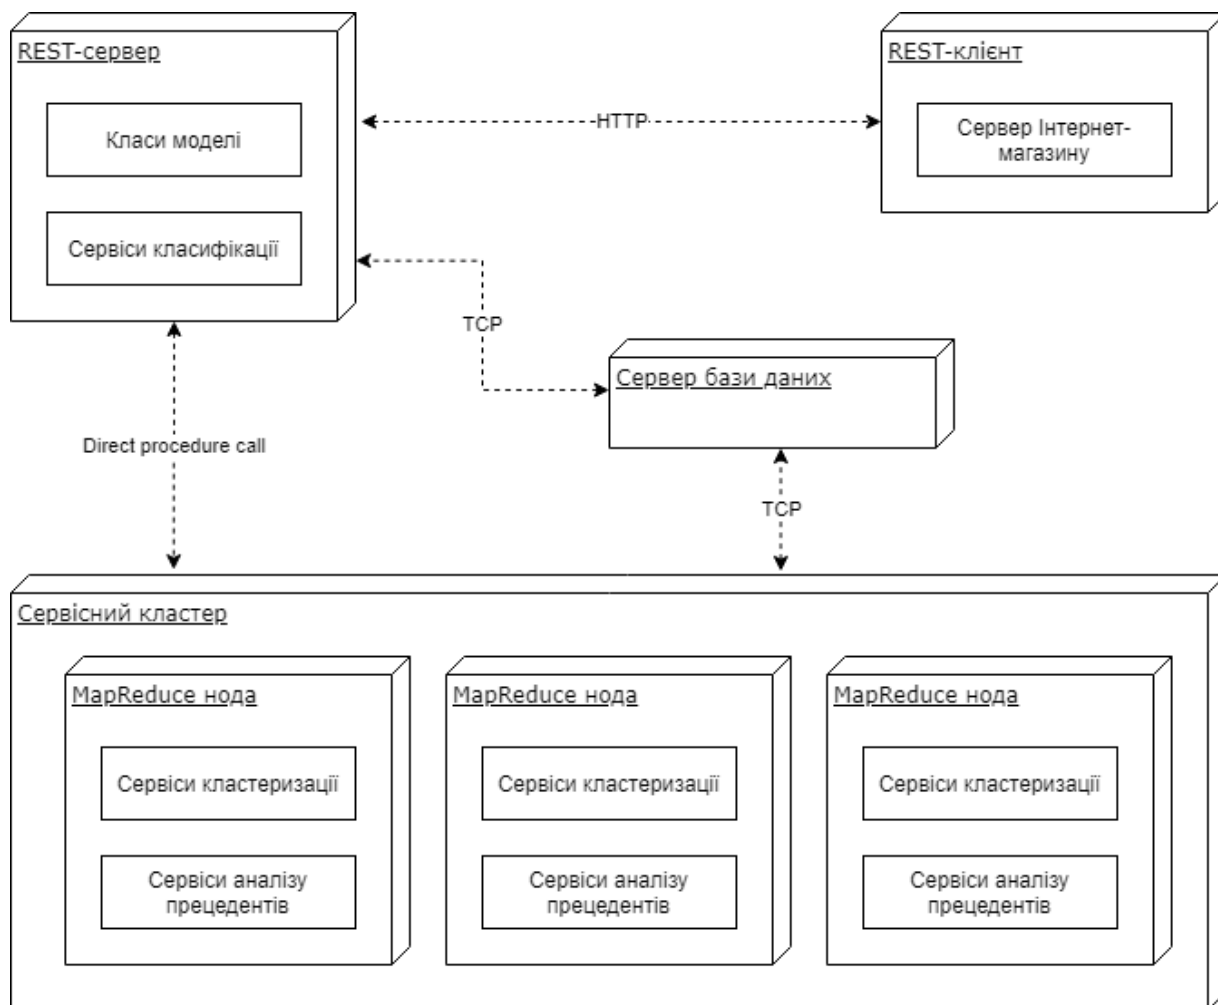 REST-сервер
Класи моделі
Сервіси класифікації
HTTP
REST-клієнт
Сервер Інтернет-
магазину
TCP
Сервер бази даних
Direct procedure call
TCP
Сервісний кластер
MapReduce нода
Сервіси кластеризації
Сервіси аналізу
прецедентів
MapReduce нода
Сервіси кластеризації
Сервіси аналізу
прецедентів
MapReduce нода
Сервіси кластеризації
Сервіси аналізу
прецедентів